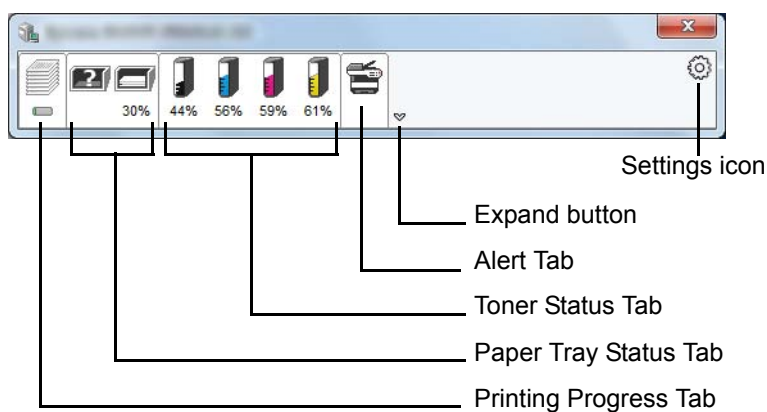 30% 44% 56% 59% 61%
Settings icon
Expand button
Alert Tab
Toner Status Tab
Paper Tray Status Tab
Printing Progress Tab